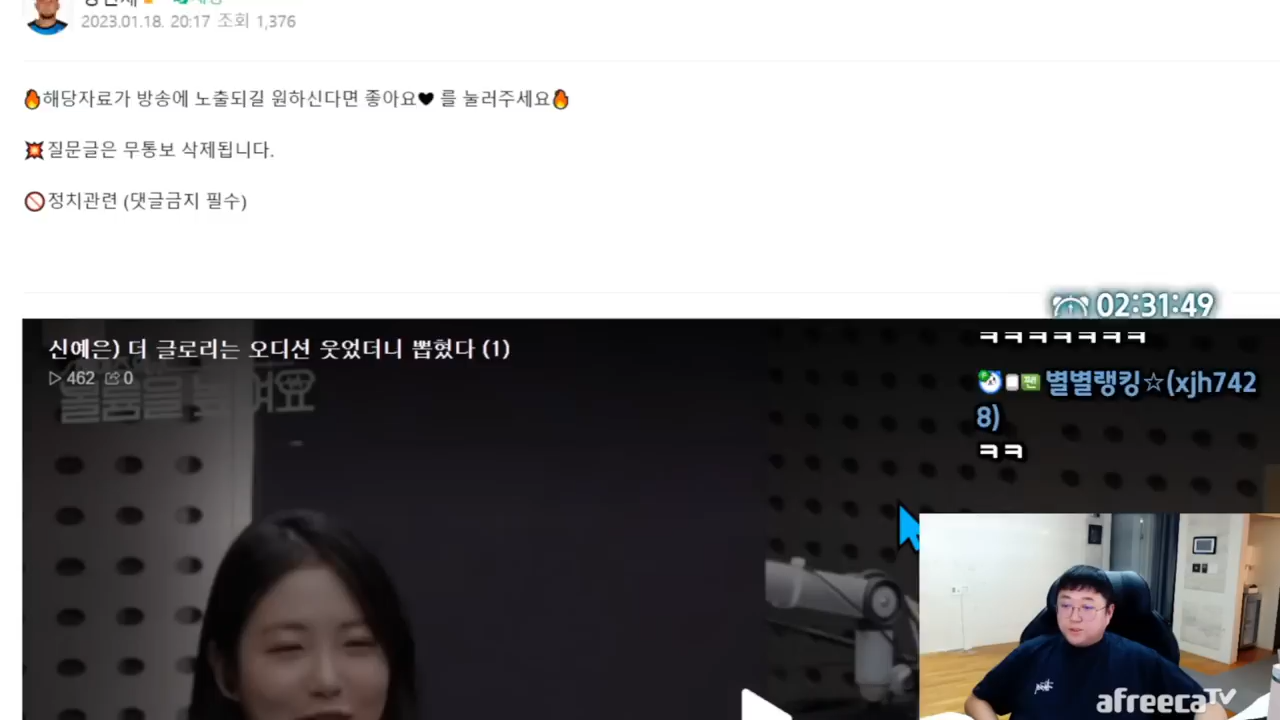 2023.01.18. 20:17 조회 1,376
🔥해당자료가 방송에 노출되길 원하신다면 좋아요🖤 를 눌러주세요🔥
💥질문글은 무통보 삭제됩니다.
🚫정치관련 (댓글금지 필수)
02:31:49
ㅋㅋㅋㅋㅋㅋㅋ
신예은) 더 글로리는 오디션 웃었더니 뽑혔다 (1)
462 0
별별랭킹☆(xjh742
8)
ㅋㅋ
afreecaTV